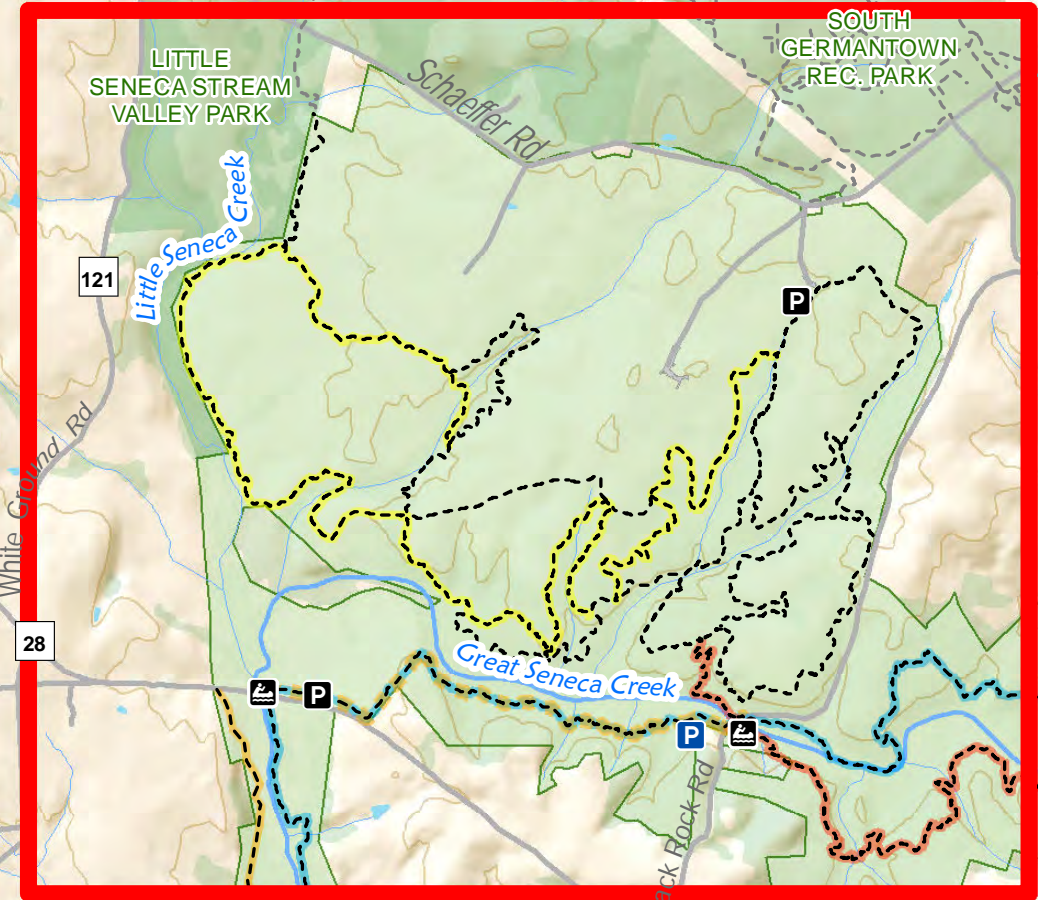 SOUTH
GERMANTOWN
REC. PARK
LITTLE
SENECA STREAM
VALLEY PARK
Schaeffer Rd
Little Seneca Creek
121
P
White Ground Rd
28
Great Seneca Creek
P
P
ack Rock Rd